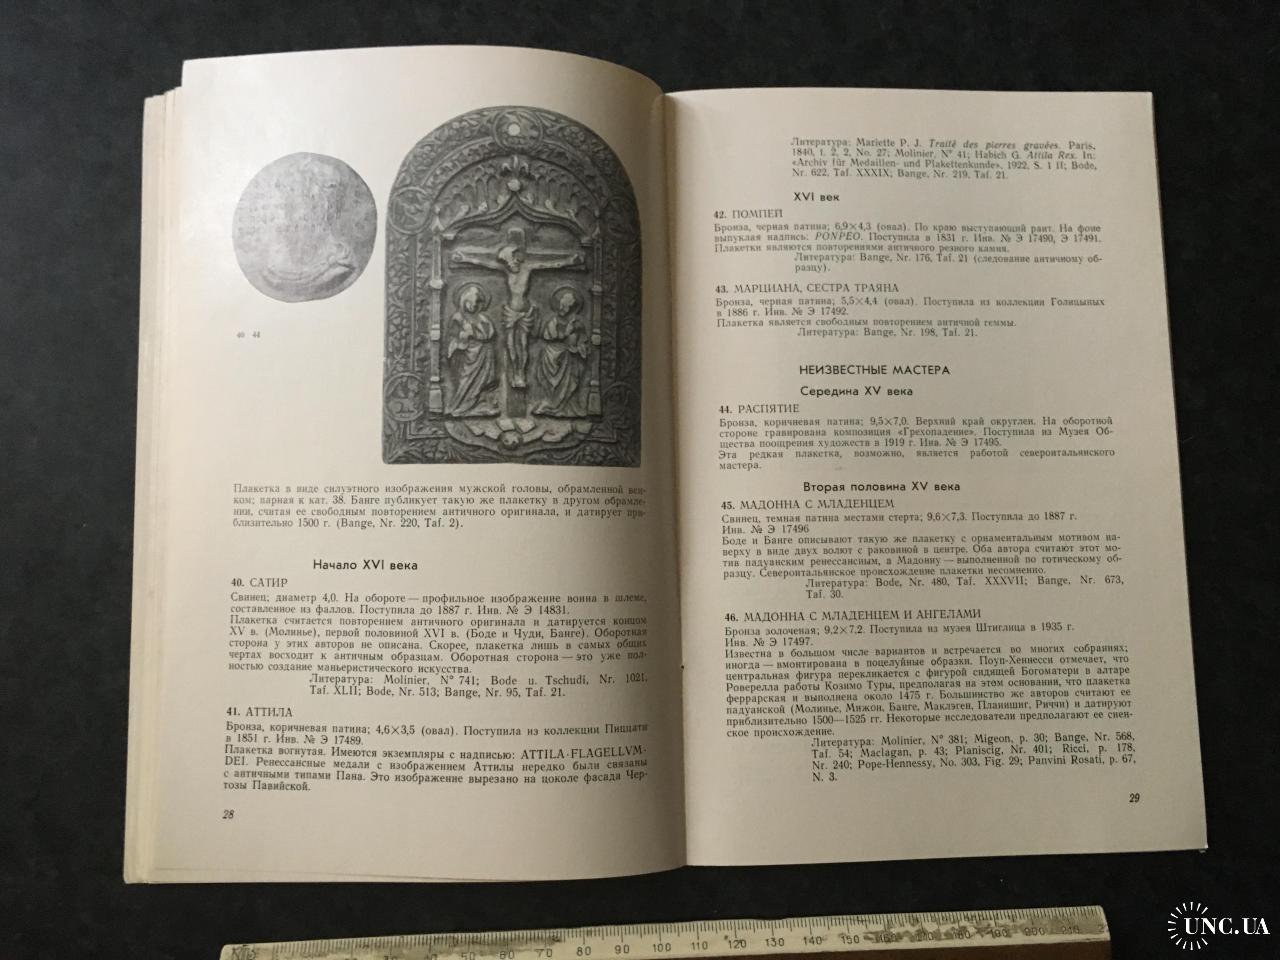 40 44
Плакетка в виде силуэтного изображения мужской головы, обрамленной вен-
ком; парная к кат. 38. Банге публикует такую же плакетку в другом обрамле-
нии, считая ее свободным повторением античного оригинала, и датирует при-
близительно 1500 г. (Bange, Nr. 220, Taf. 2).
Начало XVI века
40. САТИР
Свинец; диаметр 4,0. На обороте — профильное изображение воина в шлеме,
составленное из фаллов. Поступила до 1887 г. Инв. № Э 14831.
Плакетка считается повторением античного оригинала и датируется концом
XV в. (Молинье), первой половиной XVI в. (Боде и Чуди, Банге). Оборотная
сторона у этих авторов не описана. Скорее, плакетка лишь в самых общих
чертах восходит к античным образцам. Оборотная сторона — это уже пол-
ностью создание маньеристического искусства.
Литература: Molinier, N° 741; Bode u. Tschudi, Nr. 1021,
Taf. XLII; Bode, Nr. 513; Bange, Nr. 95, Taf. 21.
41. АТТИЛА
Бронза, коричневая патина; 4,6×3,5 (овал). Поступила из коллекции Пиццати
в 1851 г. Инв. № Э 17489.
Плакетка вогнутая. Имеются экземпляры с надписью: ATTILA·FLAGELLVM·
DEI. Ренессансные медали с изображением Аттилы нередко были связаны
с античными типами Пана. Это изображение вырезано на цоколе фасада Чер-
тозы Павийской.
28
Литература: Mariette P. J. Traité des pierres gravées. Paris,
1840, t. 2, 2, No. 27; Molinier, N° 41; Habich G. Attila Rex. In:
«Archiv für Medaillen- und Plakettenkunde», 1922, S. 1 II; Bode,
Nr. 622, Taf. XXXIX; Bange, Nr. 219, Taf. 21.
XVI век
42. ПОМПЕЙ
Бронза, черная патина; 6,9×4,3 (овал). По краю выступающий рант. На фоне
выпуклая надпись: PONPEO. Поступила в 1831 г. Инв. № Э 17490, Э 17491.
Плакетки являются повторениями античного резного камня.
Литература: Bange, Nr. 176, Taf. 21 (следование античному об-
разцу).
43. МАРЦИАНА, СЕСТРА ТРАЯНА
Бронза, черная патина; 5,5×4,4 (овал). Поступила из коллекции Голицыных
в 1886 г. Инв. № Э 17492.
Плакетка является свободным повторением античной геммы.
Литература: Bange, Nr. 198, Taf. 21.
НЕИЗВЕСТНЫЕ МАСТЕРА
Середина XV века
44. РАСПЯТИЕ
Бронза, коричневая патина; 9,5×7,0. Верхний край округлен. На оборотной
стороне гравирована композиция «Грехопадение». Поступила из Музея Об-
щества поощрения художеств в 1919 г. Инв. № Э 17495.
Эта редкая плакетка, возможно, является работой североитальянского
мастера.
Вторая половина XV века
45. МАДОННА С МЛАДЕНЦЕМ
Свинец, темная патина местами стерта; 9,6×7,3. Поступила до 1887 г.
Инв. № Э 17496
Боде и Банге описывают такую же плакетку с орнаментальным мотивом на-
верху в виде двух волют с раковиной в центре. Оба автора считают этот мо-
тив падуанским ренессансным, а Мадонну — выполненной по готическому об-
разцу. Североитальянское происхождение плакетки несомненно.
Литература: Bode, Nr. 480, Taf. XXXVII; Bange, Nr. 673,
Taf. 30.
46. МАДОННА С МЛАДЕНЦЕМ И АНГЕЛАМИ
Бронза золоченая; 9,2×7,2. Поступила из музея Штиглица в 1935 г.
Инв. № Э 17497.
Известна в большом числе вариантов и встречается во многих собраниях;
иногда — вмонтирована в поцелуйные образки. Поуп-Хеннесси отмечает, что
центральная фигура перекликается с фигурой сидящей Богоматери в алтаре
Роверелла работы Козимо Туры, предполагая на этом основании, что плакетка
феррарская и выполнена около 1475 г. Большинство же авторов считают ее
падуанской (Молинье, Мижон, Банге, Маклэген, Планишиг, Риччи) и датируют
приблизительно 1500—1525 гг. Некоторые исследователи предполагают ее сиен-
ское происхождение.
Литература: Molinier, N° 381; Migeon, p. 30; Bange, Nr. 568,
Taf. 54; Maclagan, p. 43; Planiscig, Nr. 401; Ricci, p. 178,
Nr. 240; Pope-Hennessy, No. 303, Fig. 29; Panvini Rosati, p. 67,
N. 3.
29
70 80 90 100 110 120 130 140 150 160 170 180 190 200 210
UNC.UA